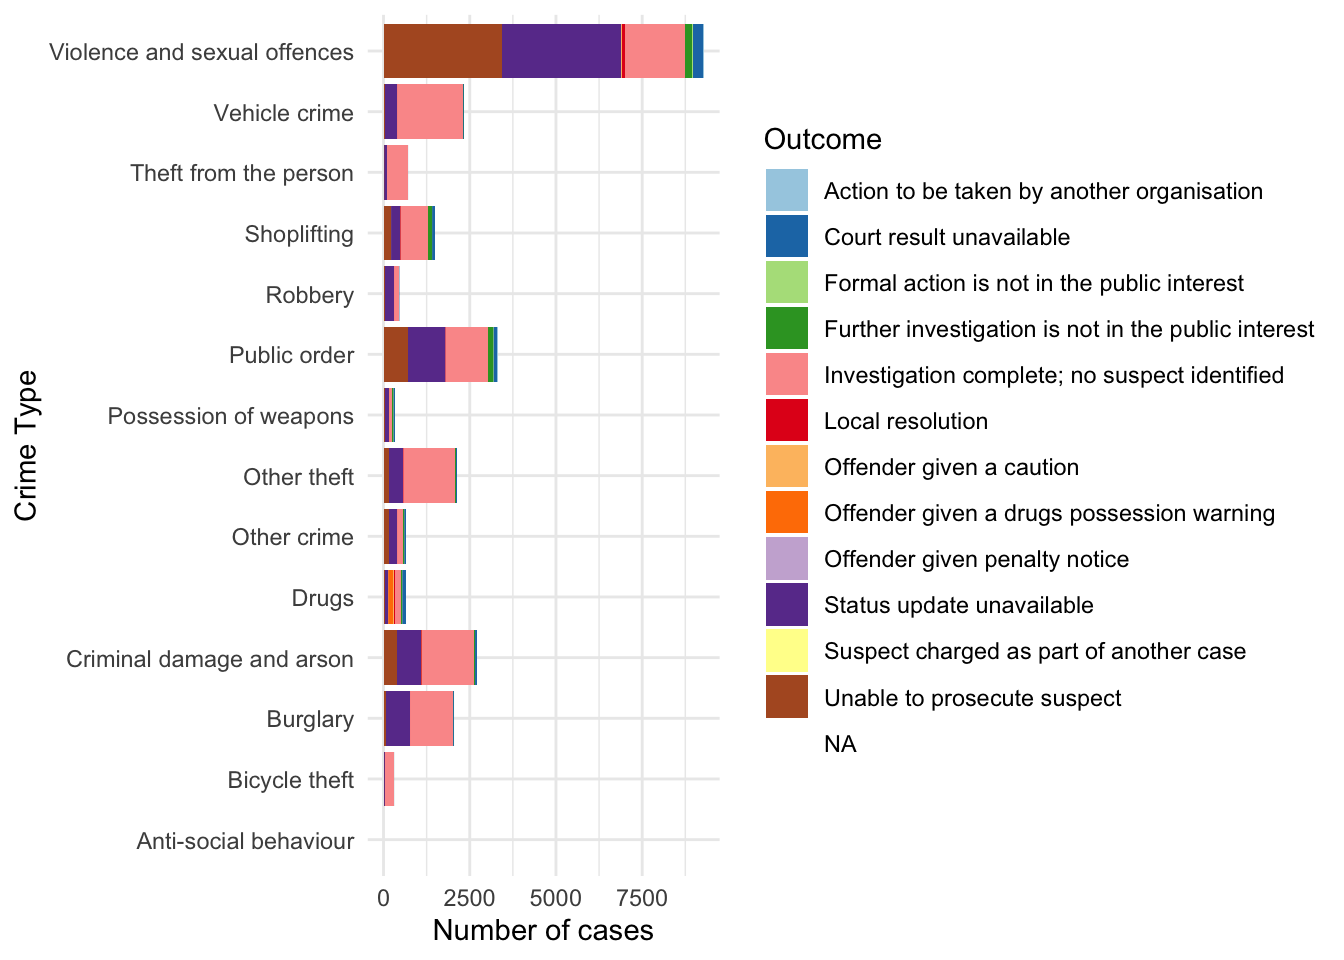 Violence and sexual offences
Vehicle crime
Theft from the person
Shoplifting
Robbery
Public order
Possession of weapons
Other theft
Other crime
Drugs
Criminal damage and arson
Burglary
Bicycle theft
Anti-social behaviour
Crime Type
0 2500 5000 7500
Number of cases
Outcome
Action to be taken by another organisation
Court result unavailable
Formal action is not in the public interest
Further investigation is not in the public interest
Investigation complete; no suspect identified
Local resolution
Offender given a caution
Offender given a drugs possession warning
Offender given penalty notice
Status update unavailable
Suspect charged as part of another case
Unable to prosecute suspect
NA